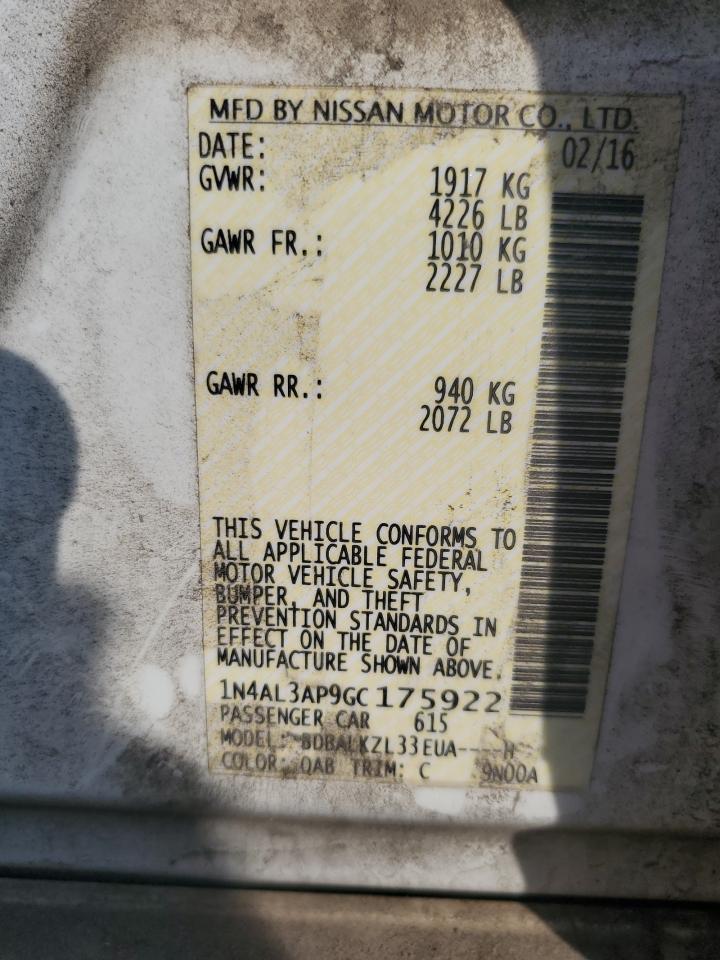 MFD BY NISSAN MOTOR CO., LTD.
DATE: 02/16
GVWR: 1917 KG
4226 LB
GAWR FR.: 1010 KG
2227 LB
GAWR RR.: 940 KG
2072 LB
THIS VEHICLE CONFORMS TO
ALL APPLICABLE FEDERAL
MOTOR VEHICLE SAFETY,
BUMPER, AND THEFT
PREVENTION STANDARDS IN
EFFECT ON THE DATE OF
MANUFACTURE SHOWN ABOVE.
1N4AL3AP9GC175922
PASSENGER CAR 615
MODEL: BDBALKZL33EUA----H
COLOR: QAB TRIM: C 9N00A